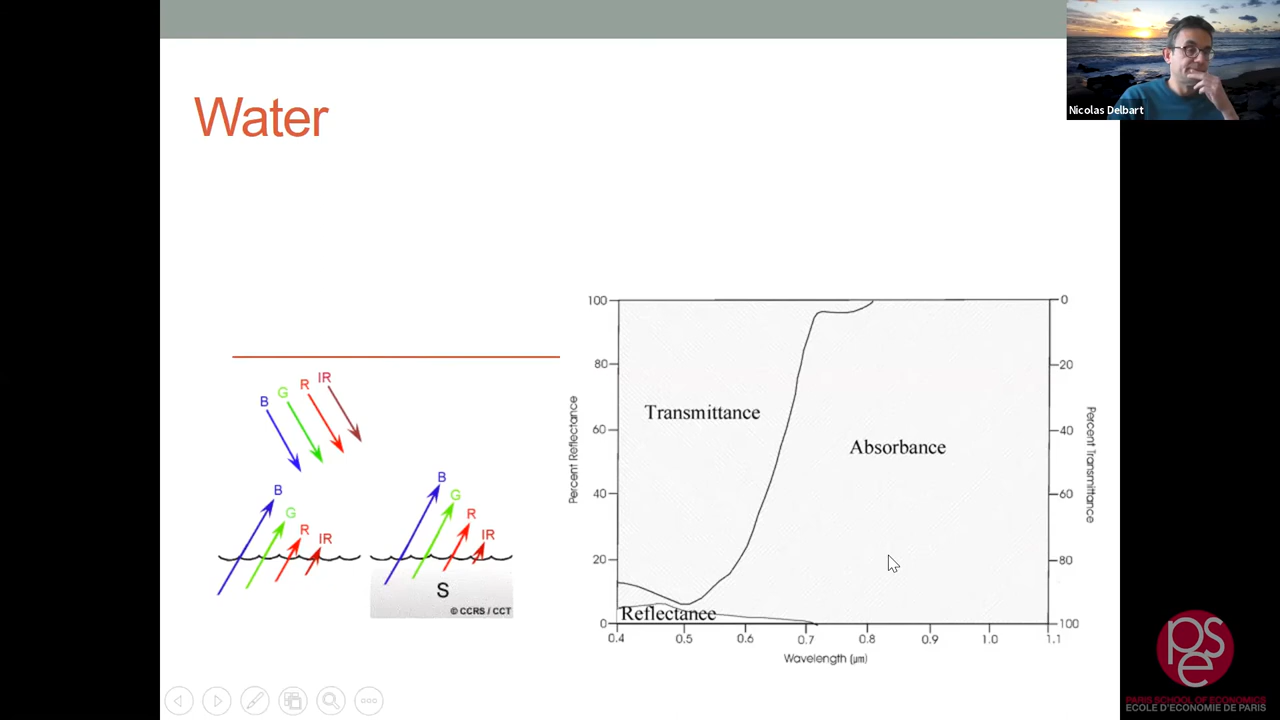 Nicolas Delbart
Water
B
G
R
IR
B
G
R
IR
B
G
R
IR
S
© CCRS / CCT
100
80
60
40
20
0
Percent Reflectance
Transmittance
Absorbance
Reflectance
0
20
40
60
80
100
Percent Transmittance
0.4 0.5 0.6 0.7 0.8 0.9 1.0 1.1
Wavelength (µm)
pse
PARIS SCHOOL OF ECONOMICS
ECOLE D'ECONOMIE DE PARIS